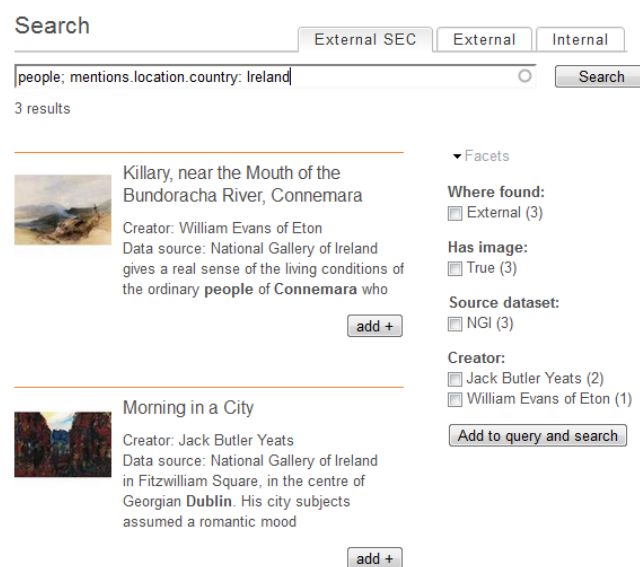 Search
External SEC
External
Internal
people; mentions.location.country: Ireland
Search
3 results
Killary, near the Mouth of the
Bundoracha River, Connemara
Creator: William Evans of Eton
Data source: National Gallery of Ireland
gives a real sense of the living conditions of
the ordinary people of Connemara who
add +
Morning in a City
Creator: Jack Butler Yeats
Data source: National Gallery of Ireland
in Fitzwilliam Square, in the centre of
Georgian Dublin. His city subjects
assumed a romantic mood
add +
Facets
Where found:
External (3)
Has image:
True (3)
Source dataset:
NGI (3)
Creator:
Jack Butler Yeats (2)
William Evans of Eton (1)
Add to query and search